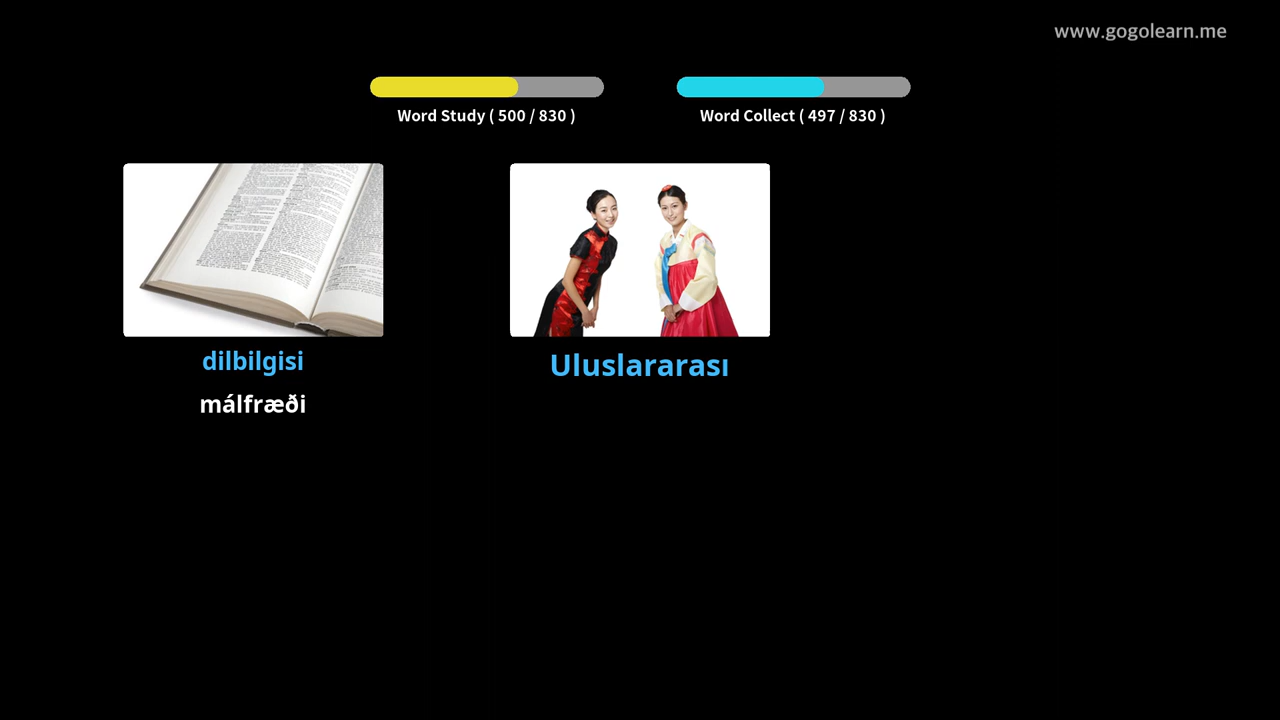 www.gogolearn.me
Word Study ( 500 / 830 )
Word Collect ( 497 / 830 )
dilbilgisi
málfræði
Uluslararası